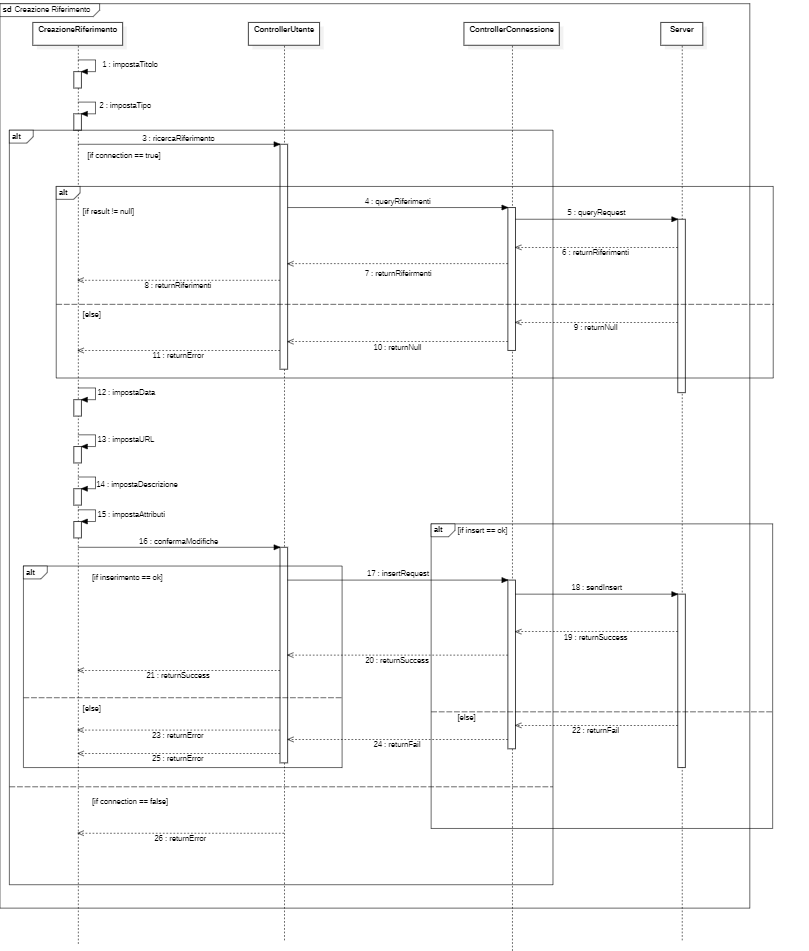 sd Creazione Riferimento
CreazioneRiferimento
ControllerUtente
ControllerConnessione
Server
1 : impostaTitolo
2 : impostaTipo
alt
3 : ricercaRiferimento
[if connection == true]
alt
4 : queryRiferimenti
[if result != null]
5 : queryRequest
6 : returnRiferimenti
7 : returnRifeirmenti
8 : returnRiferimenti
[else]
9 : returnNull
10 : returnNull
11 : returnError
12 : impostaData
13 : impostaURL
14 : impostaDescrizione
15 : impostaAttributi
alt
[if insert == ok]
16 : confermaModifiche
alt
[if inserimento == ok]
17 : insertRequest
18 : sendInsert
19 : returnSuccess
20 : returnSuccess
21 : returnSuccess
[else]
[else]
22 : returnFail
23 : returnError
24 : returnFail
25 : returnError
[if connection == false]
26 : returnError